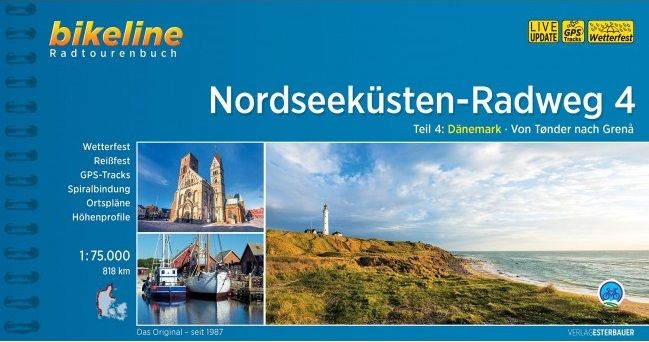 bikeline
Radtourenbuch
LIVE
UPDATE
GPS
Tracks
Wetterfest
Nordseeküsten-Radweg 4
Teil 4: Dänemark · Von Tønder nach Grenå
Wetterfest
Reißfest
GPS-Tracks
Spiralbindung
Ortspläne
Höhenprofile
1:75.000
818 km
Das Original – seit 1987
VERLAG ESTERBAUER